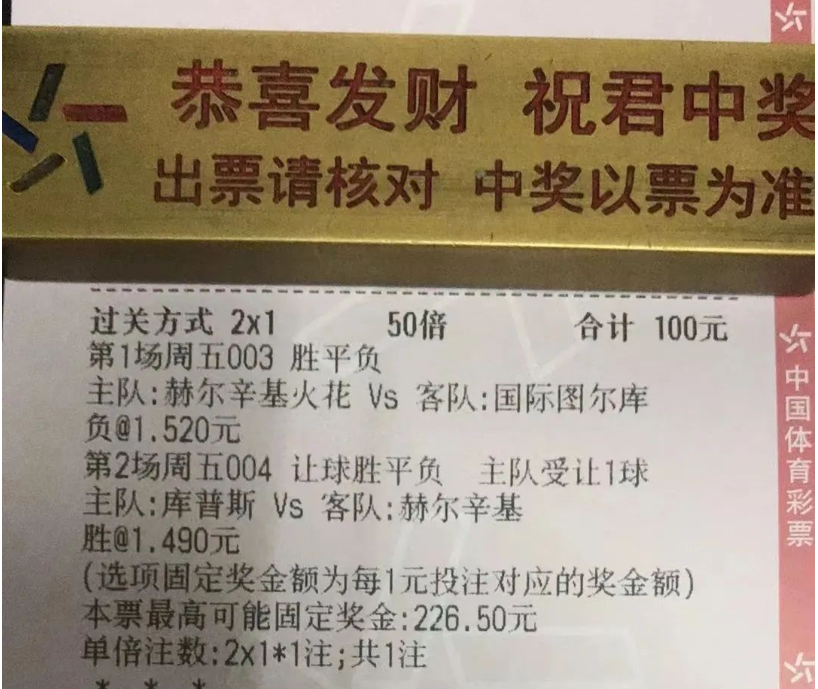 恭喜发财 祝君中奖
出票请核对 中奖以票为准
过关方式 2x1 50倍 合计 100元
第1场周五003 胜平负
主队:赫尔辛基火花 Vs 客队:国际图尔库
负@1.520元
第2场周五004 让球胜平负 主队受让1球
主队:库普斯 Vs 客队:赫尔辛基
胜@1.490元
(选项固定奖金额为每1元投注对应的奖金额)
本票最高可能固定奖金:226.50元
单倍注数:2x1*1注;共1注
* * *
中国体育彩票